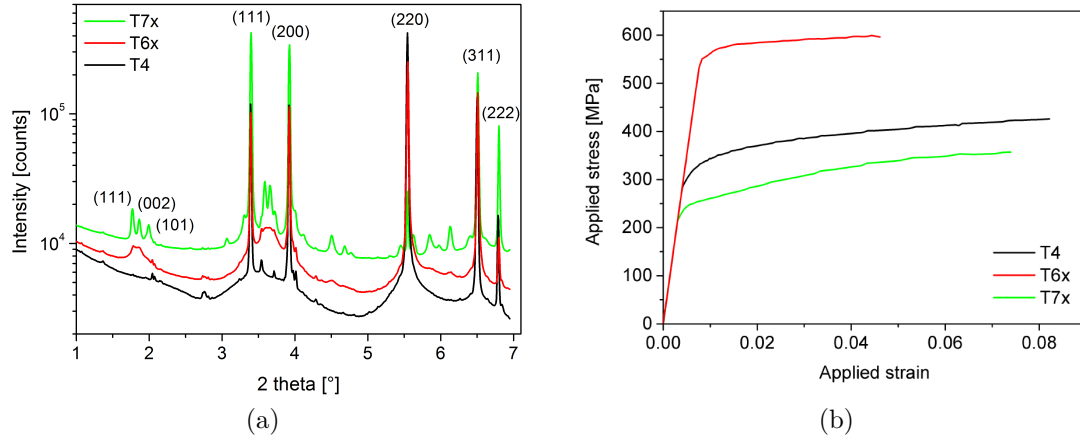 T7x
T6x
T4
(111)
(200)
(220)
(311)
(222)
(111)
(002)
(101)
10^5
10^4
Intensity [counts]
1 2 3 4 5 6 7
2 theta [°]
(a)
600
500
400
300
200
100
0
Applied stress [MPa]
T4
T6x
T7x
0.00 0.02 0.04 0.06 0.08
Applied strain
(b)